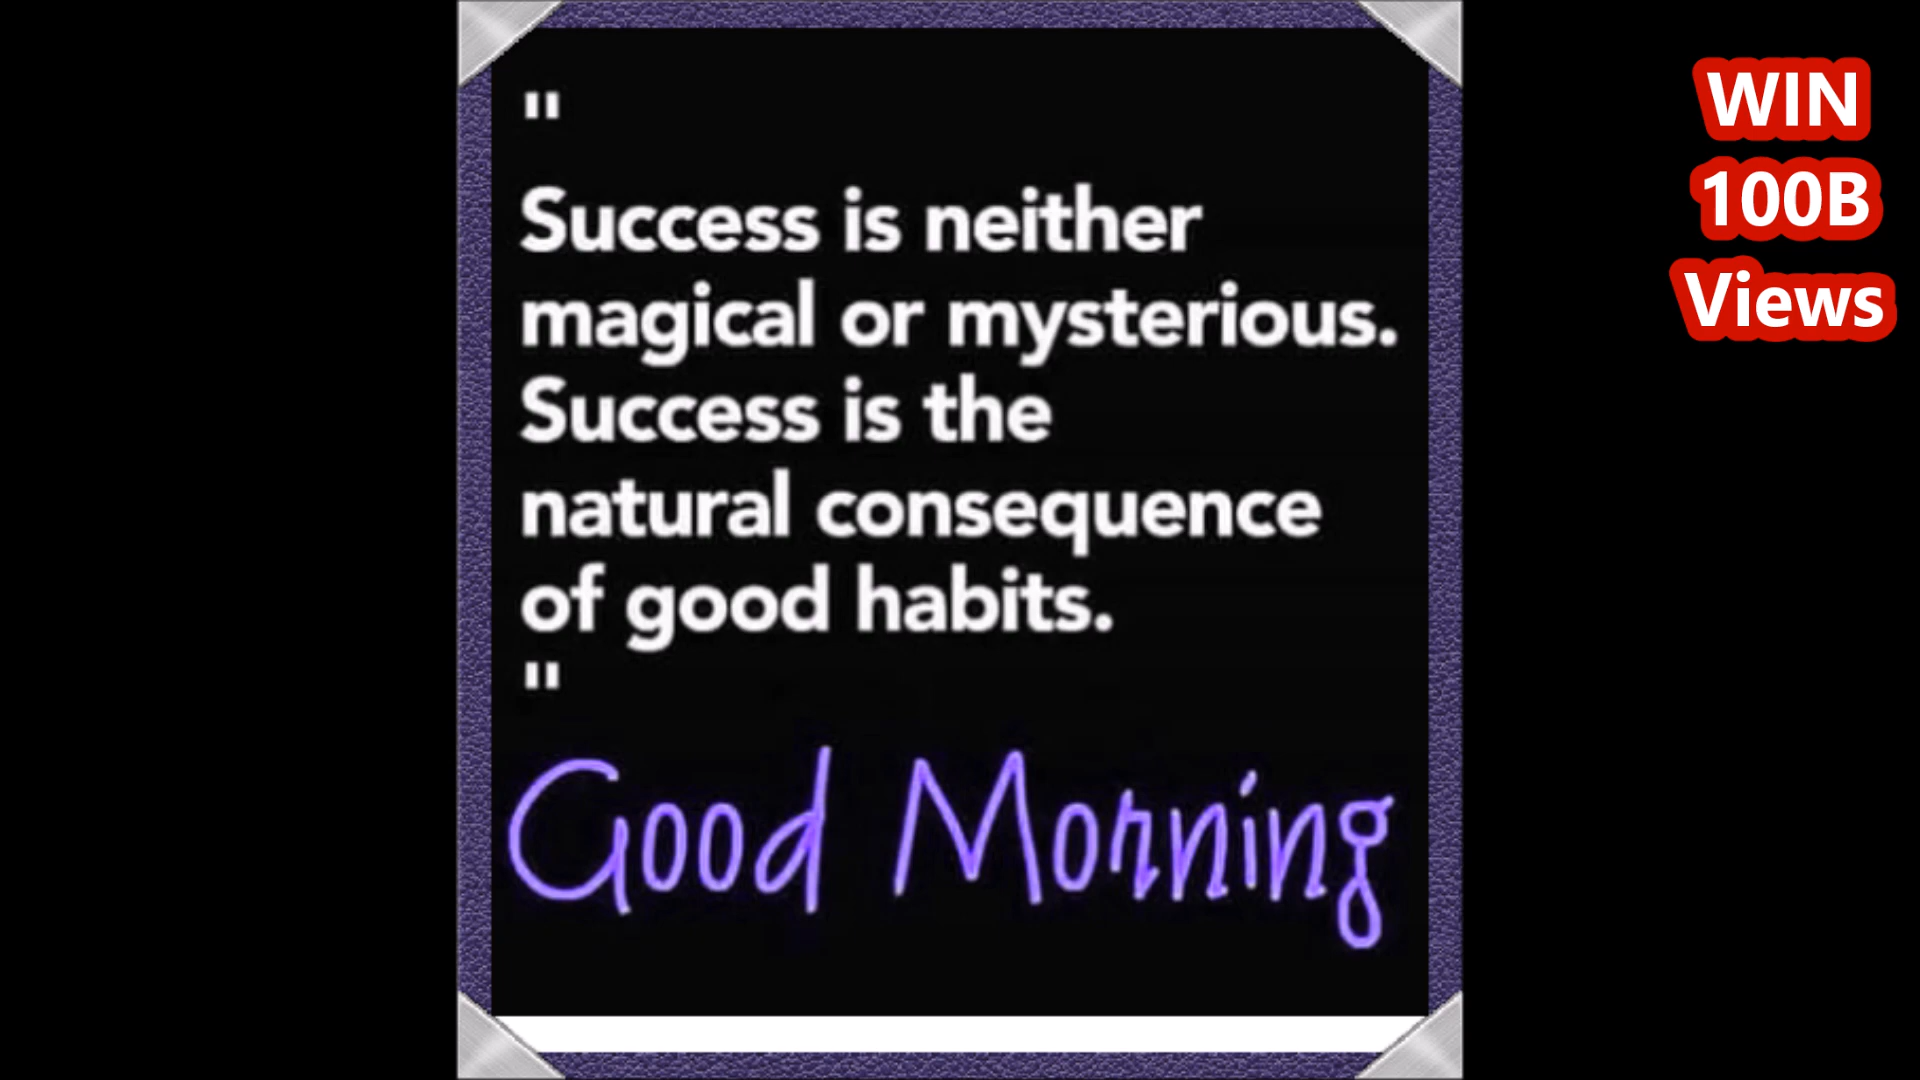 "
Success is neither
magical or mysterious.
Success is the
natural consequence
of good habits.
"
Good Morning
WIN
100B
Views